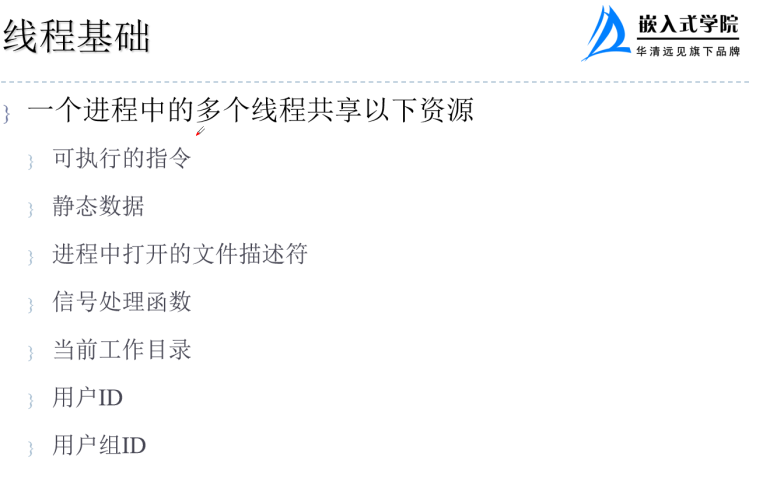 线程基础
嵌入式学院
华清远见旗下品牌
一个进程中的多个线程共享以下资源
可执行的指令
静态数据
进程中打开的文件描述符
信号处理函数
当前工作目录
用户ID
用户组ID